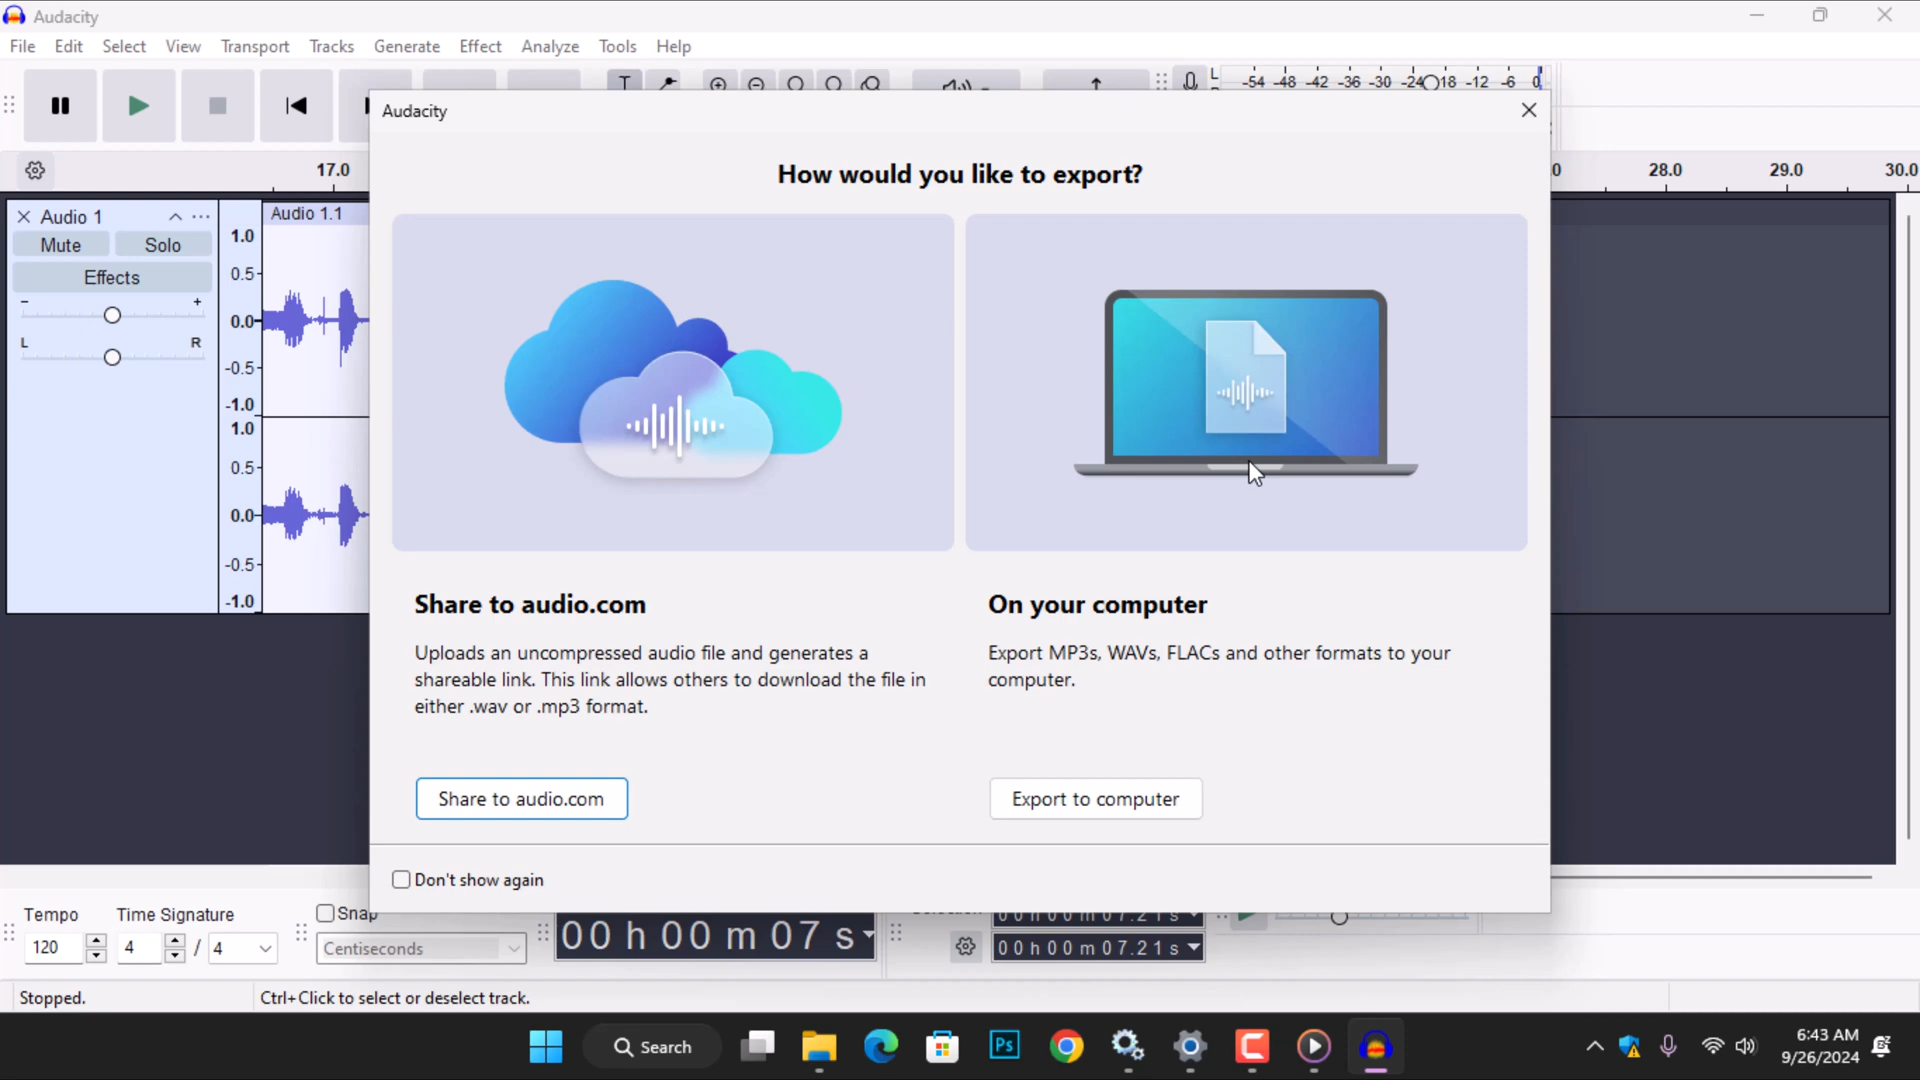 Audacity
File Edit Select View Transport Tracks Generate Effect Analyze Tools Help
L -54 -48 -42 -36 -30 -24 18 -12 -6 0
Audacity
17.0 28.0 29.0 30.0
How would you like to export?
Audio 1
Audio 1.1
Mute Solo
Effects
- +
L R
1.0
0.5
0.0
-0.5
-1.0
1.0
0.5
0.0
-0.5
-1.0
Share to audio.com
Uploads an uncompressed audio file and generates a
shareable link. This link allows others to download the file in
either .wav or .mp3 format.
Share to audio.com
On your computer
Export MP3s, WAVs, FLACs and other formats to your
computer.
Export to computer
Don't show again
Tempo Time Signature Snap
120 4 / 4 Centiseconds
00 h 00 m 07 s
00 h 00 m 07.21 s
00 h 00 m 07.21 s
Stopped. Ctrl+Click to select or deselect track.
Search
Ps
6:43 AM
9/26/2024